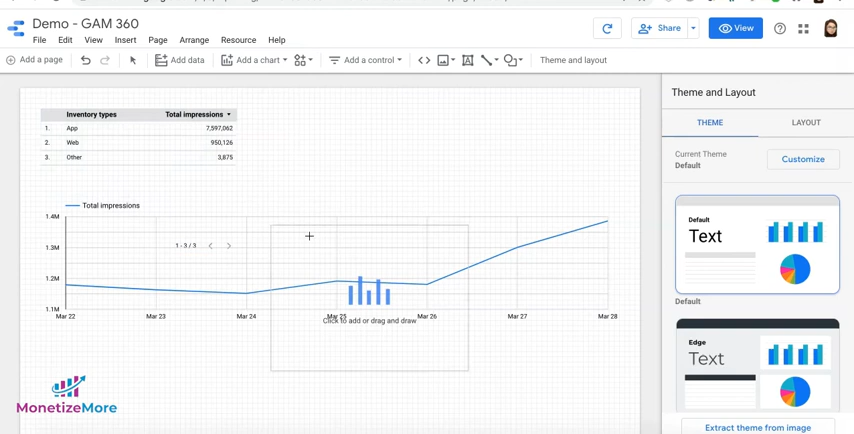 Demo - GAM 360
File Edit View Insert Page Arrange Resource Help
Share
View
Add a page
Add data
Add a chart
Add a control
Theme and layout
Inventory types Total impressions
1. App 7,597,062
2. Web 950,126
3. Other 3,875
Total impressions
1.4M
1.3M
1.2M
1.1M
1 - 3 / 3
Mar 22 Mar 23 Mar 24 Mar 25 Mar 26 Mar 27 Mar 28
Click to add or drag and draw
MonetizeMore
Theme and Layout
THEME LAYOUT
Current Theme
Default
Customize
Default
Text
Default
Edge
Text
Extract theme from image